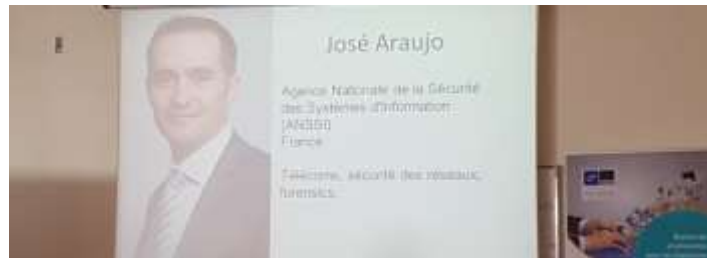 José Araujo
Agence Nationale de la Sécurité
des Systèmes d'Information
(ANSSI)
France
Télécoms, sécurité des réseaux,
forensics.